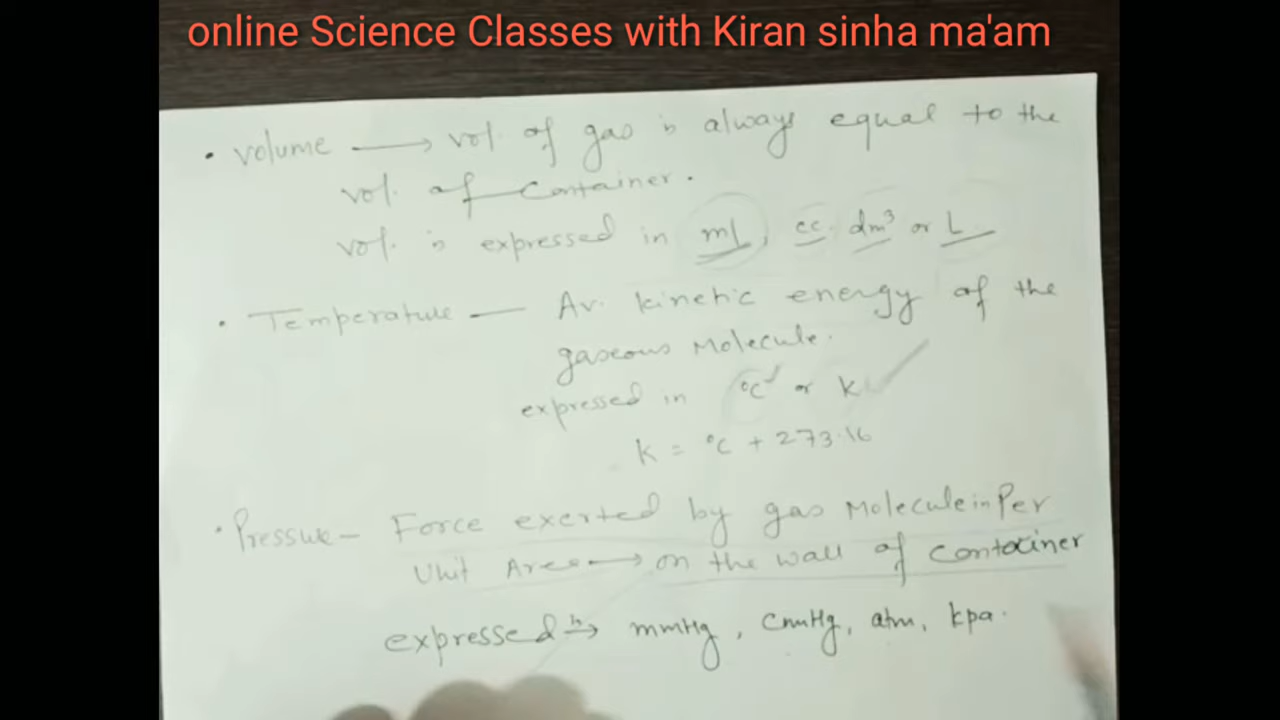 online Science Classes with Kiran sinha ma'am
• Volume ⟶ vol. of gas is always equal to the
vol. of Container.
vol. is expressed in ml, cc. dm³ or L
• Temperature — Av. kinetic energy of the
gaseous Molecule.
expressed in °C or K
K = °C + 273.16
• Pressure – Force exerted by gas Molecule in Per
Unit Area ⟶ on the wall of container
expressed in → mmHg, CmHg, atm, kpa.